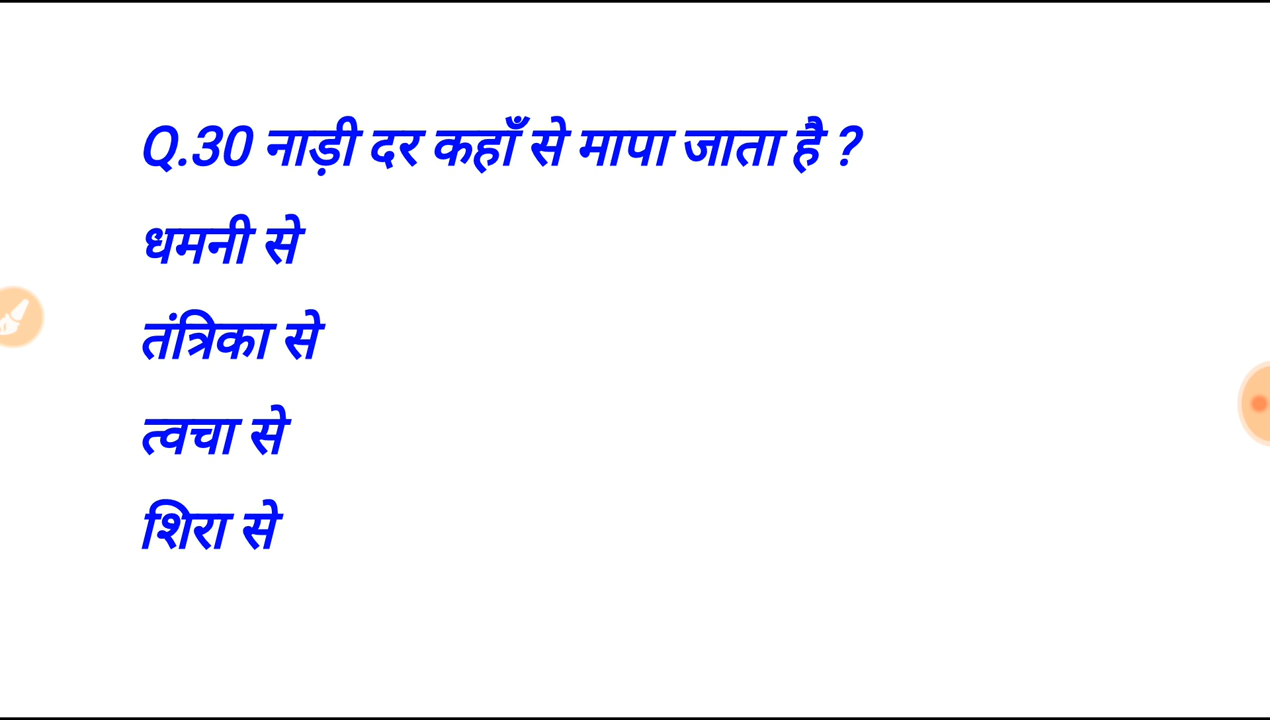 Q.30 नाड़ी दर कहाँ से मापा जाता है ?
धमनी से
तंत्रिका से
त्वचा से
शिरा से